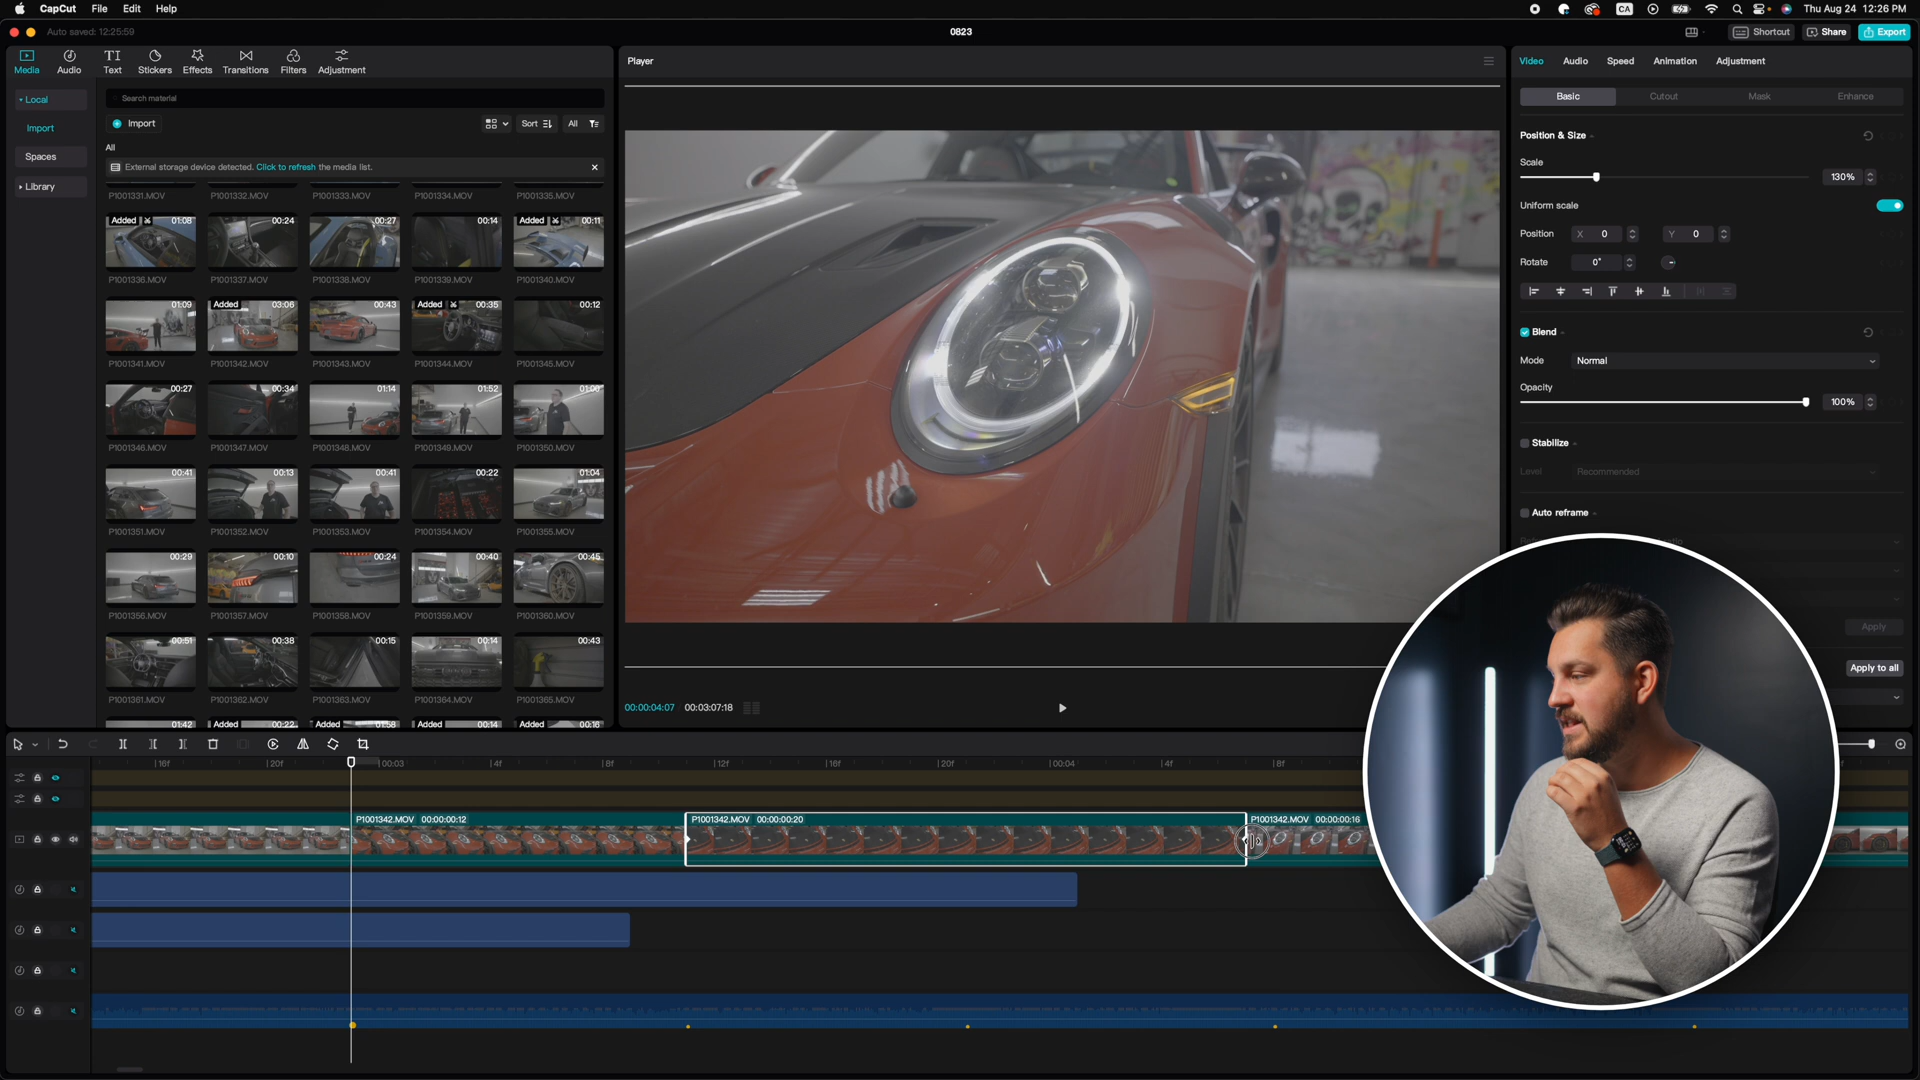 CapCut File Edit Help
CA Thu Aug 24 12:26 PM
Auto saved: 12:25:59
0823
Shortcut Share Export
Media Audio Text Stickers Effects Transitions Filters Adjustment
Local
Import
Spaces
Library
Search material
Import
Sort All
All
External storage device detected. Click to refresh the media list.
P1001331.MOV P1001332.MOV P1001333.MOV P1001334.MOV P1001335.MOV
Added 01:08 00:24 00:27 00:14 Added 00:11
P1001336.MOV P1001337.MOV P1001338.MOV P1001339.MOV P1001340.MOV
01:09 Added 03:06 00:43 Added 00:35 00:12
P1001341.MOV P1001342.MOV P1001343.MOV P1001344.MOV P1001345.MOV
00:27 00:34 01:14 01:52 01:00
P1001346.MOV P1001347.MOV P1001348.MOV P1001349.MOV P1001350.MOV
00:41 00:13 00:41 00:22 01:04
P1001351.MOV P1001352.MOV P1001353.MOV P1001354.MOV P1001355.MOV
00:29 00:10 00:24 00:40 00:45
P1001356.MOV P1001357.MOV P1001358.MOV P1001359.MOV P1001360.MOV
00:51 00:38 00:15 00:14 00:43
P1001361.MOV P1001362.MOV P1001363.MOV P1001364.MOV P1001365.MOV
01:42 Added 00:22 Added 01:58 Added 00:14 Added 00:16
Player
00:00:04:07 00:03:07:18
Video Audio Speed Animation Adjustment
Basic Cutout Mask Enhance
Position & Size
Scale
130%
Uniform scale
Position X 0 Y 0
Rotate 0°
Blend
Mode Normal
Opacity
100%
Stabilize
Level Recommended
Auto reframe
Apply
Apply to all
16f 20f 00:03 4f 12f 16f 20f 00:04 4f 8f
P1001342.MOV 00:00:00:12
P1001342.MOV 00:00:00:20
P1001342.MOV 00:00:00:16